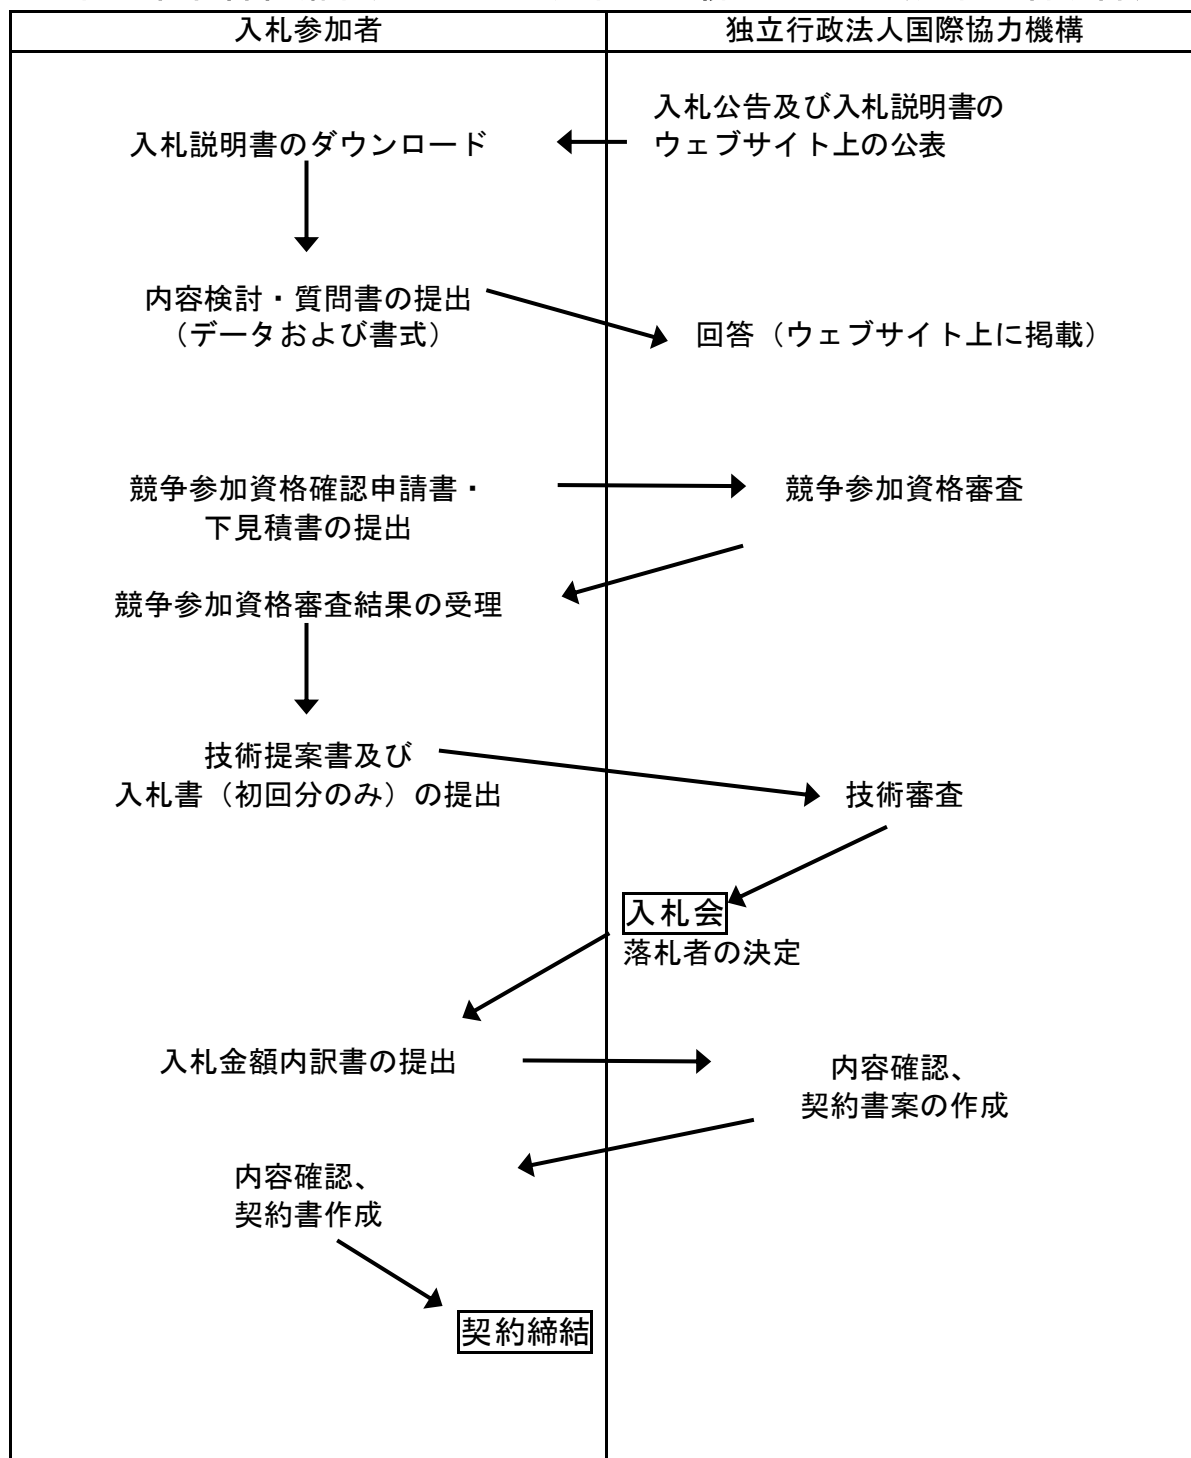 入札参加者
独立行政法人国際協力機構
入札公告及び入札説明書の
ウェブサイト上の公表
入札説明書のダウンロード
内容検討・質問書の提出
（データおよび書式）
回答（ウェブサイト上に掲載）
競争参加資格確認申請書・
下見積書の提出
競争参加資格審査
競争参加資格審査結果の受理
技術提案書及び
入札書（初回分のみ）の提出
技術審査
入札会
落札者の決定
入札金額内訳書の提出
内容確認、
契約書案の作成
内容確認、
契約書作成
契約締結